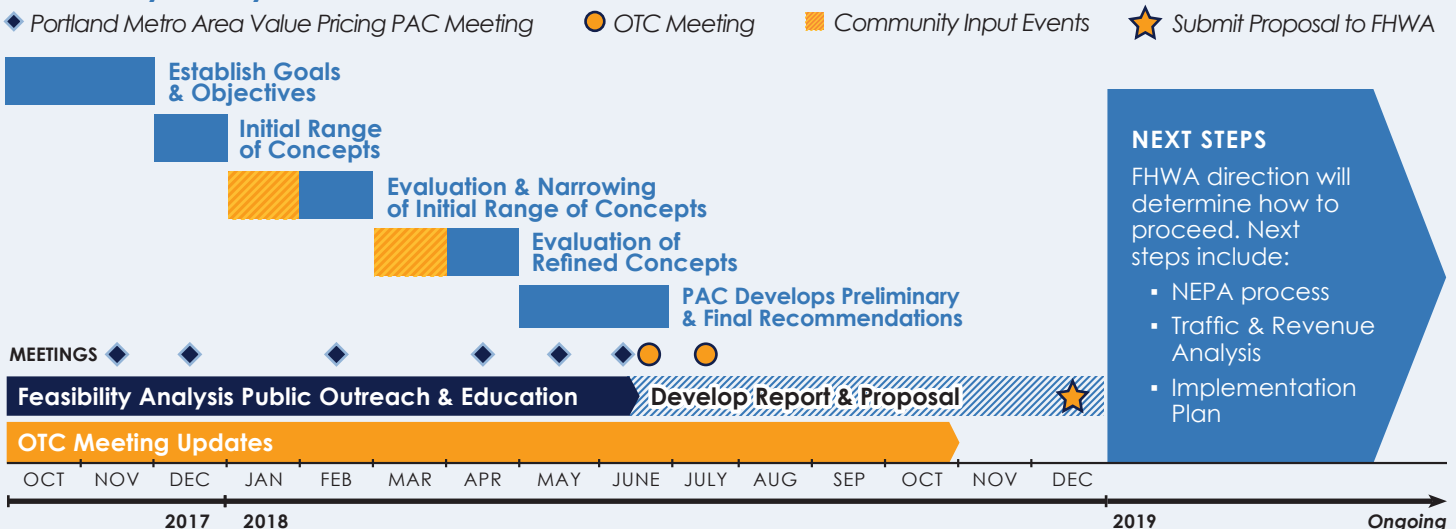 Portland Metro Area Value Pricing PAC Meeting
OTC Meeting
Community Input Events
Submit Proposal to FHWA
Establish Goals
& Objectives
Initial Range
of Concepts
Evaluation & Narrowing
of Initial Range of Concepts
Evaluation of
Refined Concepts
PAC Develops Preliminary
& Final Recommendations
NEXT STEPS
FHWA direction will
determine how to
proceed. Next
steps include:
▪ NEPA process
▪ Traffic & Revenue
Analysis
▪ Implementation
Plan
MEETINGS
Feasibility Analysis Public Outreach & Education
Develop Report & Proposal
OTC Meeting Updates
OCT NOV DEC JAN FEB MAR APR MAY JUNE JULY AUG SEP OCT NOV DEC
2017 2018 2019 Ongoing